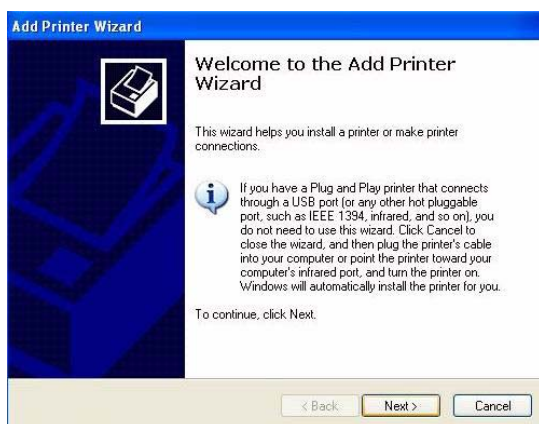 Add Printer Wizard
Welcome to the Add Printer
Wizard
This wizard helps you install a printer or make printer
connections.
If you have a Plug and Play printer that connects
through a USB port (or any other hot pluggable
port, such as IEEE 1394, infrared, and so on), you
do not need to use this wizard. Click Cancel to
close the wizard, and then plug the printer's cable
into your computer or point the printer toward your
computer's infrared port, and turn the printer on.
Windows will automatically install the printer for you.
To continue, click Next.
< Back
Next >
Cancel